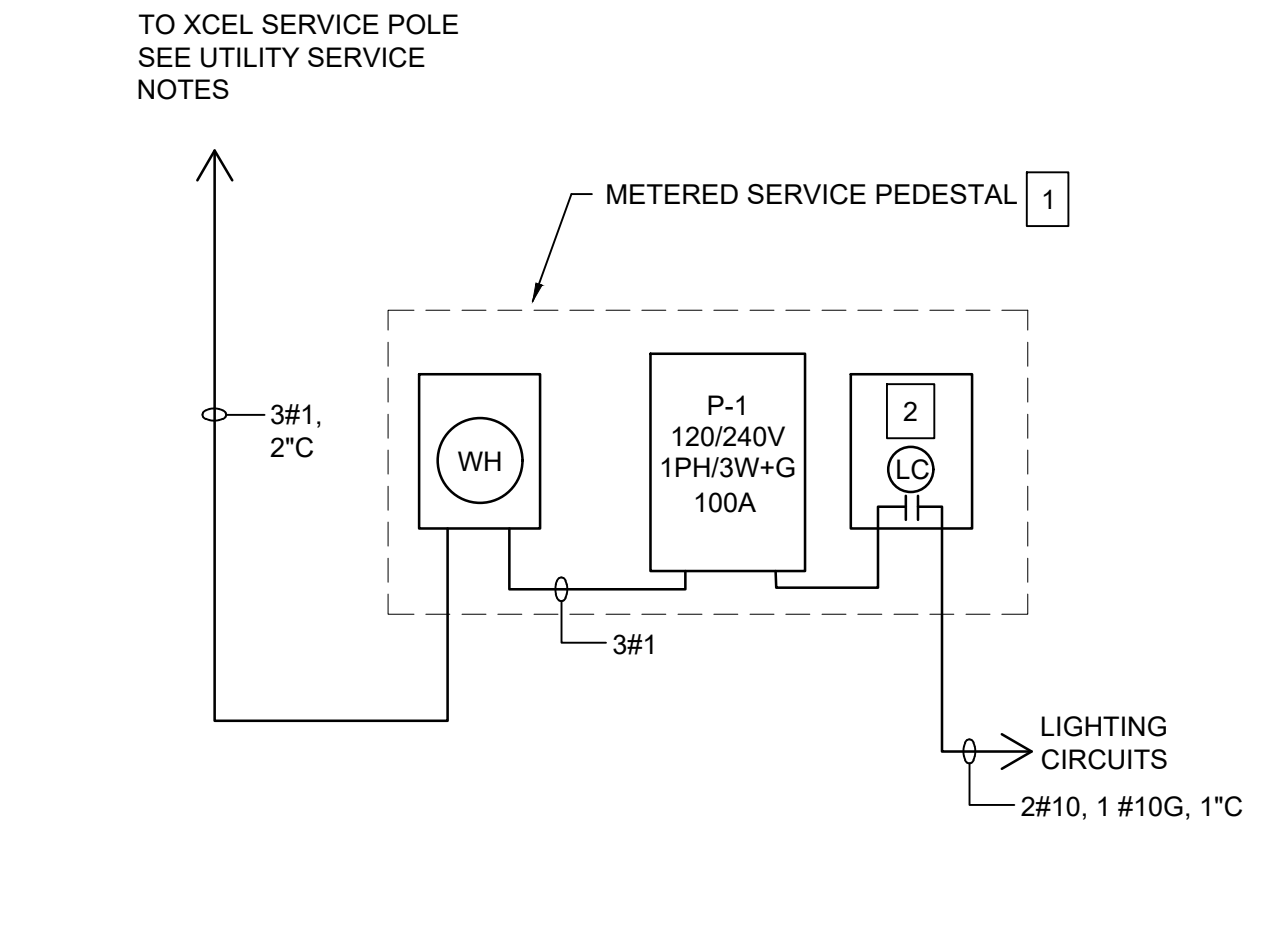 TO XCEL SERVICE POLE
SEE UTILITY SERVICE
NOTES
METERED SERVICE PEDESTAL 1
3#1,
2"C
WH
P-1
120/240V
1PH/3W+G
100A
2
LC
3#1
LIGHTING
CIRCUITS
2#10, 1 #10G, 1"C